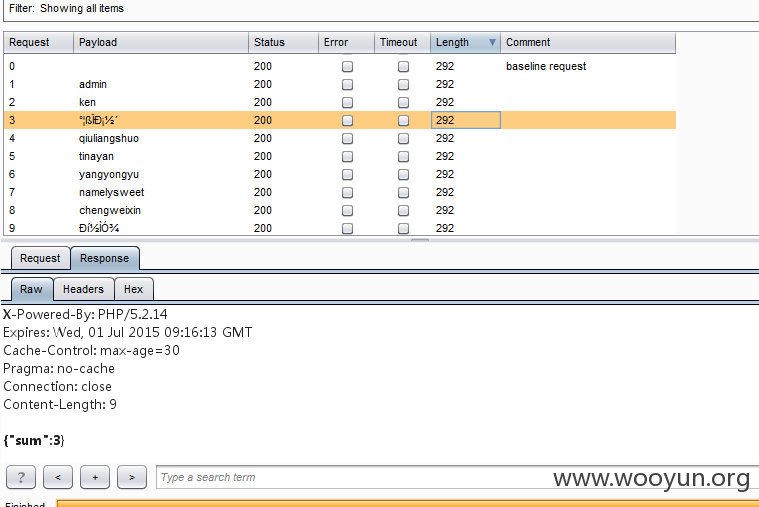 Filter: Showing all items
Request Payload Status Error Timeout Length Comment
0 200 292 baseline request
1 admin 200 292
2 ken 200 292
3 °¦ßÌÐ¡½´ 200 292
4 qiuliangshuo 200 292
5 tinayan 200 292
6 yangyongyu 200 292
7 namelysweet 200 292
8 chengweixin 200 292
9 Ðí½ÌÓ¾ 200 292
Request Response
Raw Headers Hex
X-Powered-By: PHP/5.2.14
Expires: Wed, 01 Jul 2015 09:16:13 GMT
Cache-Control: max-age=30
Pragma: no-cache
Connection: close
Content-Length: 9
{"sum":3}
? < + > Type a search term
www.wooyun.org
Finished